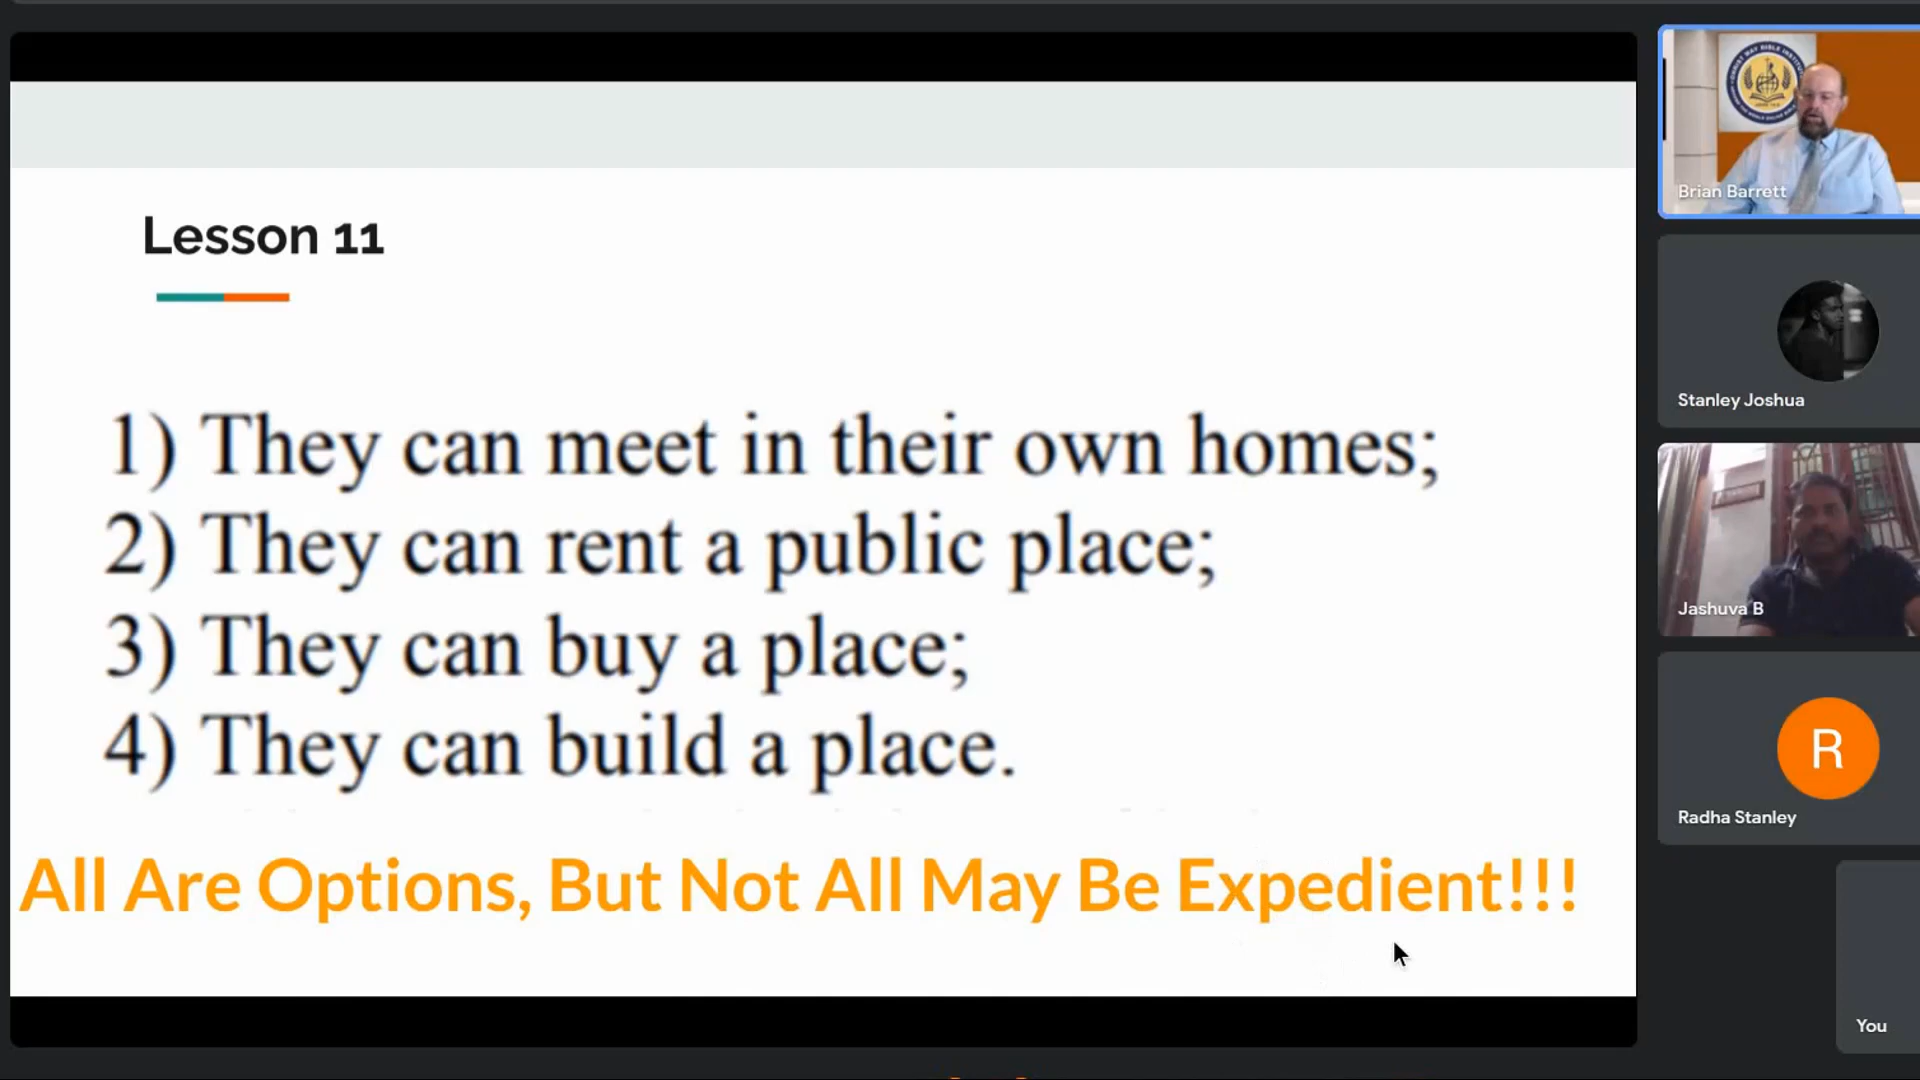 Lesson 11
1) They can meet in their own homes;
2) They can rent a public place;
3) They can buy a place;
4) They can build a place.
All Are Options, But Not All May Be Expedient!!!
Brian Barrett
Stanley Joshua
Jashuva B
R
Radha Stanley
You